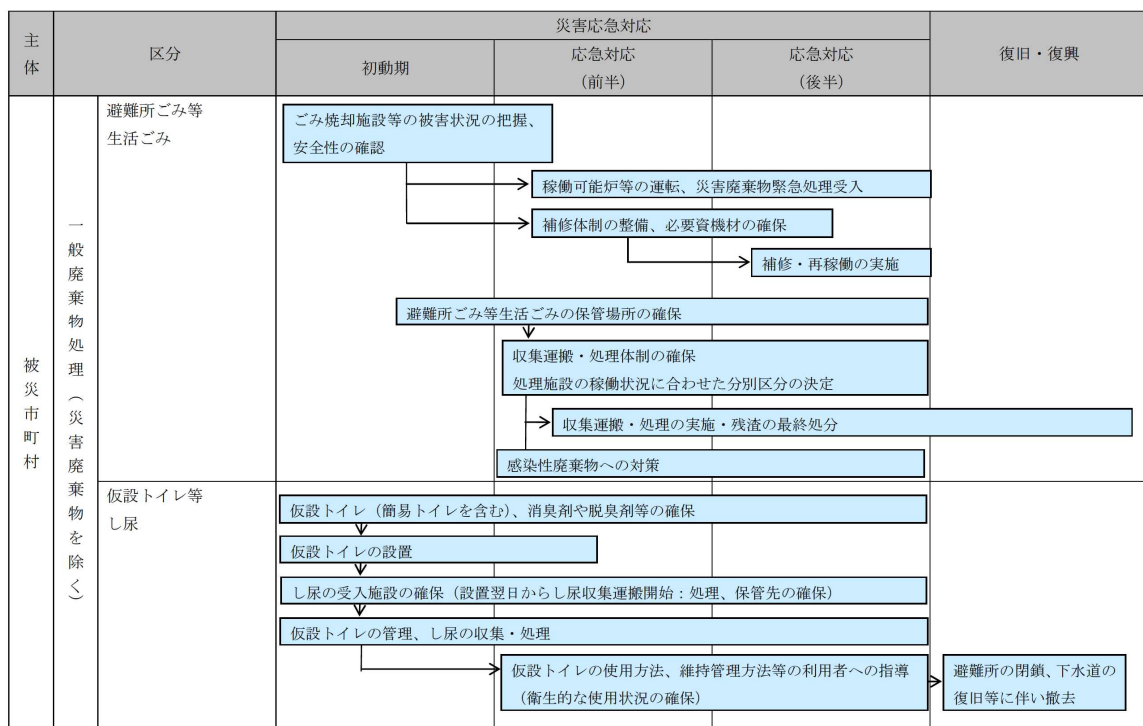 主
体
区分
災害応急対応
初動期
応急対応
(前半)
応急対応
(後半)
復旧・復興
被災市町村
一般廃棄物処理（災害廃棄物を除く）
避難所ごみ等
生活ごみ
ごみ焼却施設等の被害状況の把握、
安全性の確認
稼働可能炉等の運転、災害廃棄物緊急処理受入
補修体制の整備、必要資機材の確保
補修・再稼働の実施
避難所ごみ等生活ごみの保管場所の確保
収集運搬・処理体制の確保
処理施設の稼働状況に合わせた分別区分の決定
収集運搬・処理の実施・残渣の最終処分
感染性廃棄物への対策
仮設トイレ等
し尿
仮設トイレ（簡易トイレを含む）、消臭剤や脱臭剤等の確保
仮設トイレの設置
し尿の受入施設の確保（設置翌日からし尿収集運搬開始：処理、保管先の確保）
仮設トイレの管理、し尿の収集・処理
仮設トイレの使用方法、維持管理方法等の利用者への指導
（衛生的な使用状況の確保）
避難所の閉鎖、下水道の
復旧等に伴い撤去